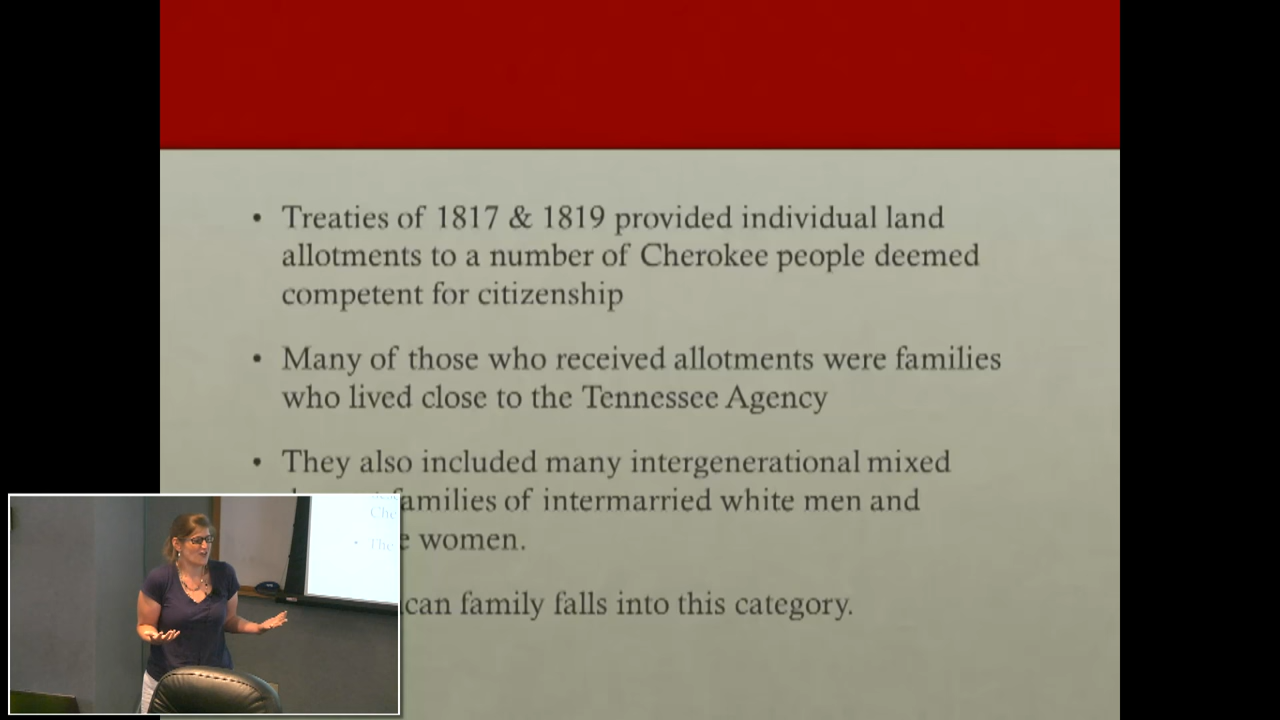 • Treaties of 1817 & 1819 provided individual land
allotments to a number of Cherokee people deemed
competent for citizenship
• Many of those who received allotments were families
who lived close to the Tennessee Agency
• They also included many intergenerational mixed
families of intermarried white men and
e women.
can family falls into this category.
Che
• The